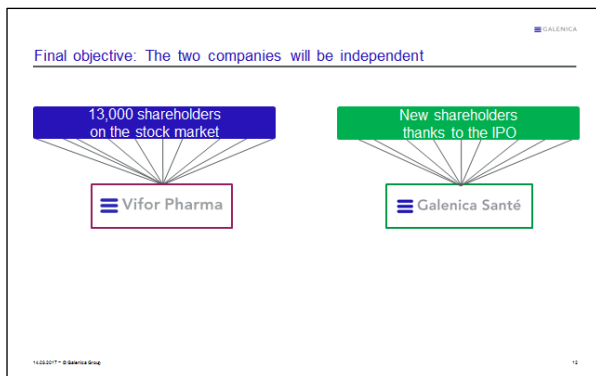 GALENICA
Final objective: The two companies will be independent
13,000 shareholders
on the stock market
New shareholders
thanks to the IPO
Vifor Pharma
Galenica Santé
© Galenica Group